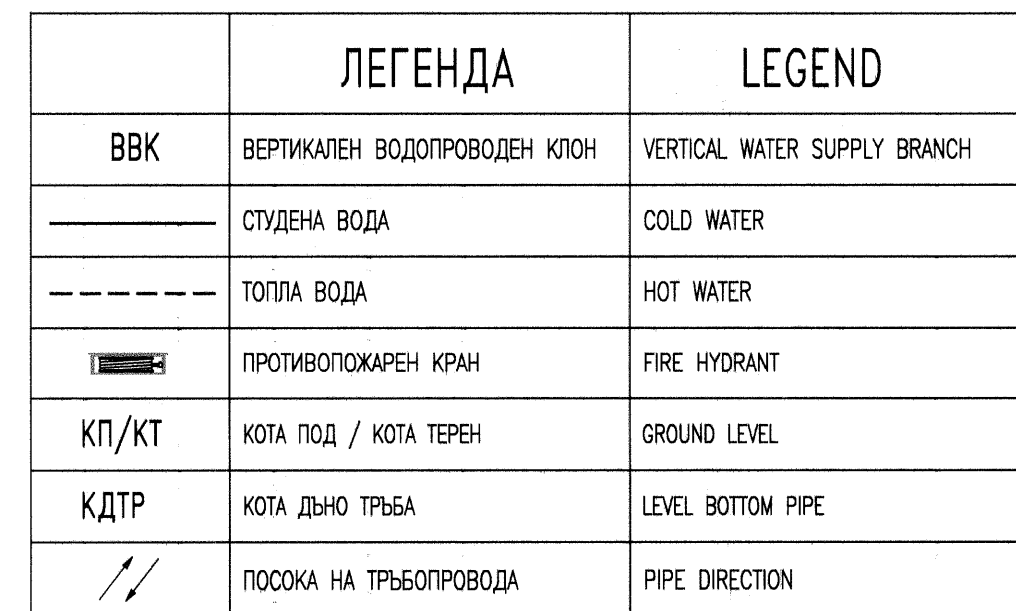 ЛЕГЕНДА LEGEND
ВВК ВЕРТИКАЛЕН ВОДОПРОВОДЕН КЛОН VERTICAL WATER SUPPLY BRANCH
СТУДЕНА ВОДА COLD WATER
ТОПЛА ВОДА HOT WATER
ПРОТИВОПОЖАРЕН КРАН FIRE HYDRANT
КП/КТ КОТА ПОД / КОТА ТЕРЕН GROUND LEVEL
КДТР КОТА ДЪНО ТРЪБА LEVEL BOTTOM PIPE
ПОСОКА НА ТРЪБОПРОВОДА PIPE DIRECTION